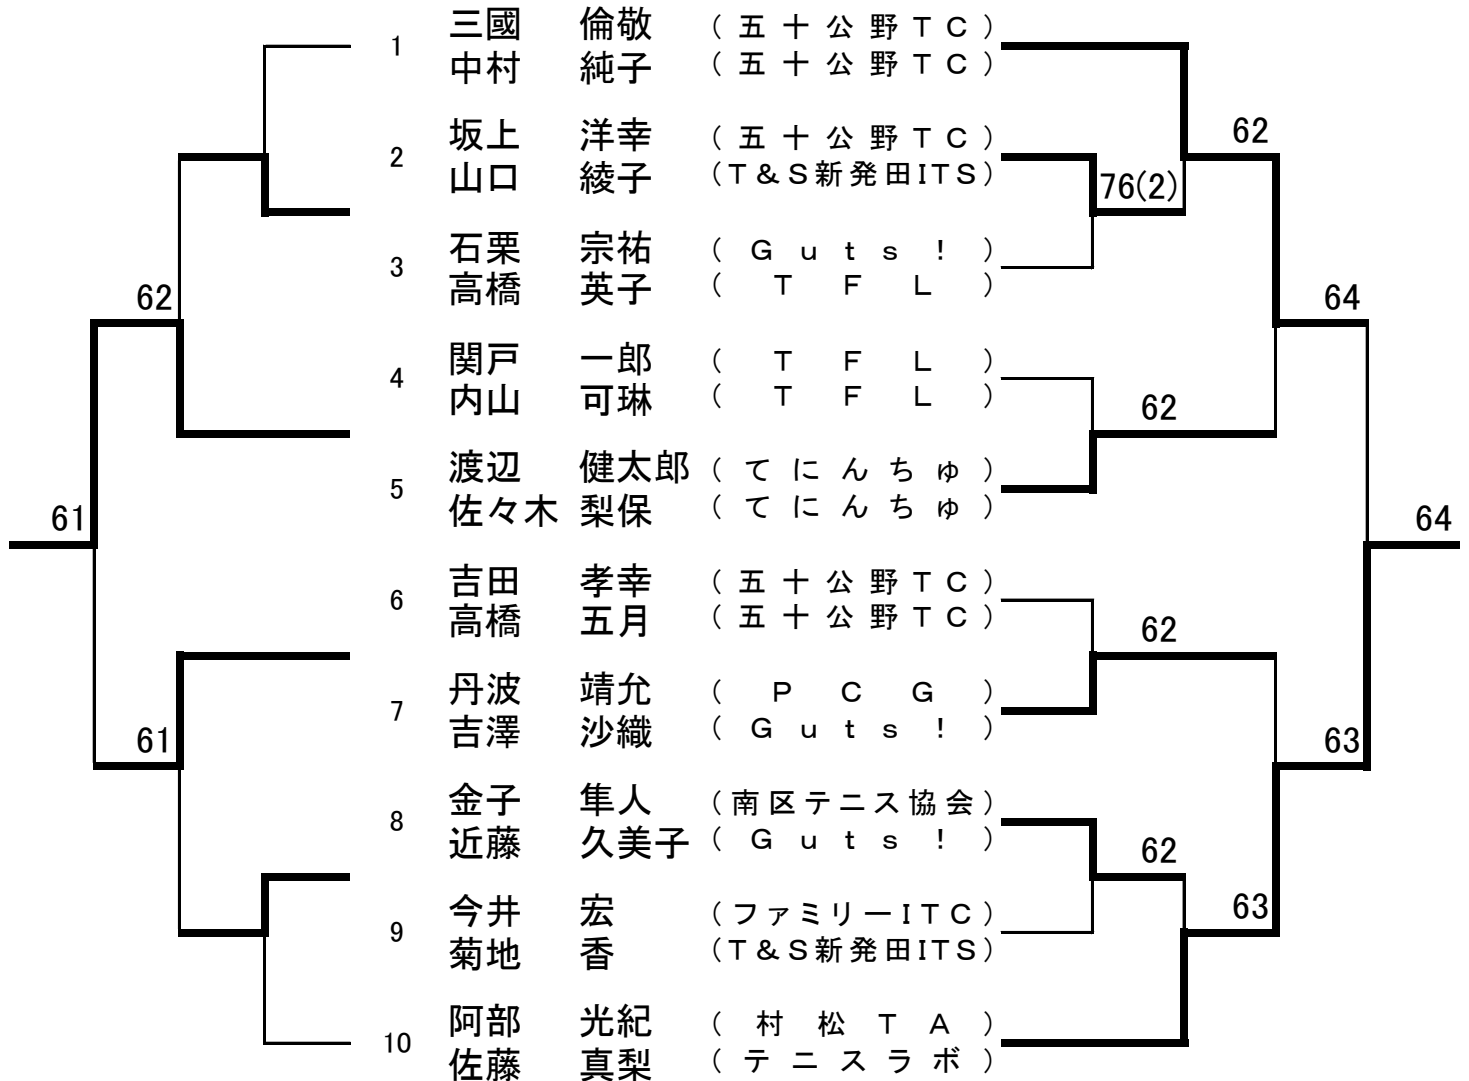 1 三國 倫敬 (五十公野TC)
中村 純子 (五十公野TC)
2 坂上 洋幸 (五十公野TC)
山口 綾子 (T&S新発田ITS)
3 石栗 宗祐 (Guts!)
高橋 英子 (TFL)
4 関戸 一郎 (TFL)
内山 可琳 (TFL)
5 渡辺 健太郎 (てにんちゅ)
佐々木 梨保 (てにんちゅ)
6 吉田 孝幸 (五十公野TC)
高橋 五月 (五十公野TC)
7 丹波 靖允 (PCG)
吉澤 沙織 (Guts!)
8 金子 隼人 (南区テニス協会)
近藤 久美子 (Guts!)
9 今井 宏 (ファミリーITC)
菊地 香 (T&S新発田ITS)
10 阿部 光紀 (村松TA)
佐藤 真梨 (テニスラボ)
62
61
61
62
76(2)
64
62
64
62
63
62
63